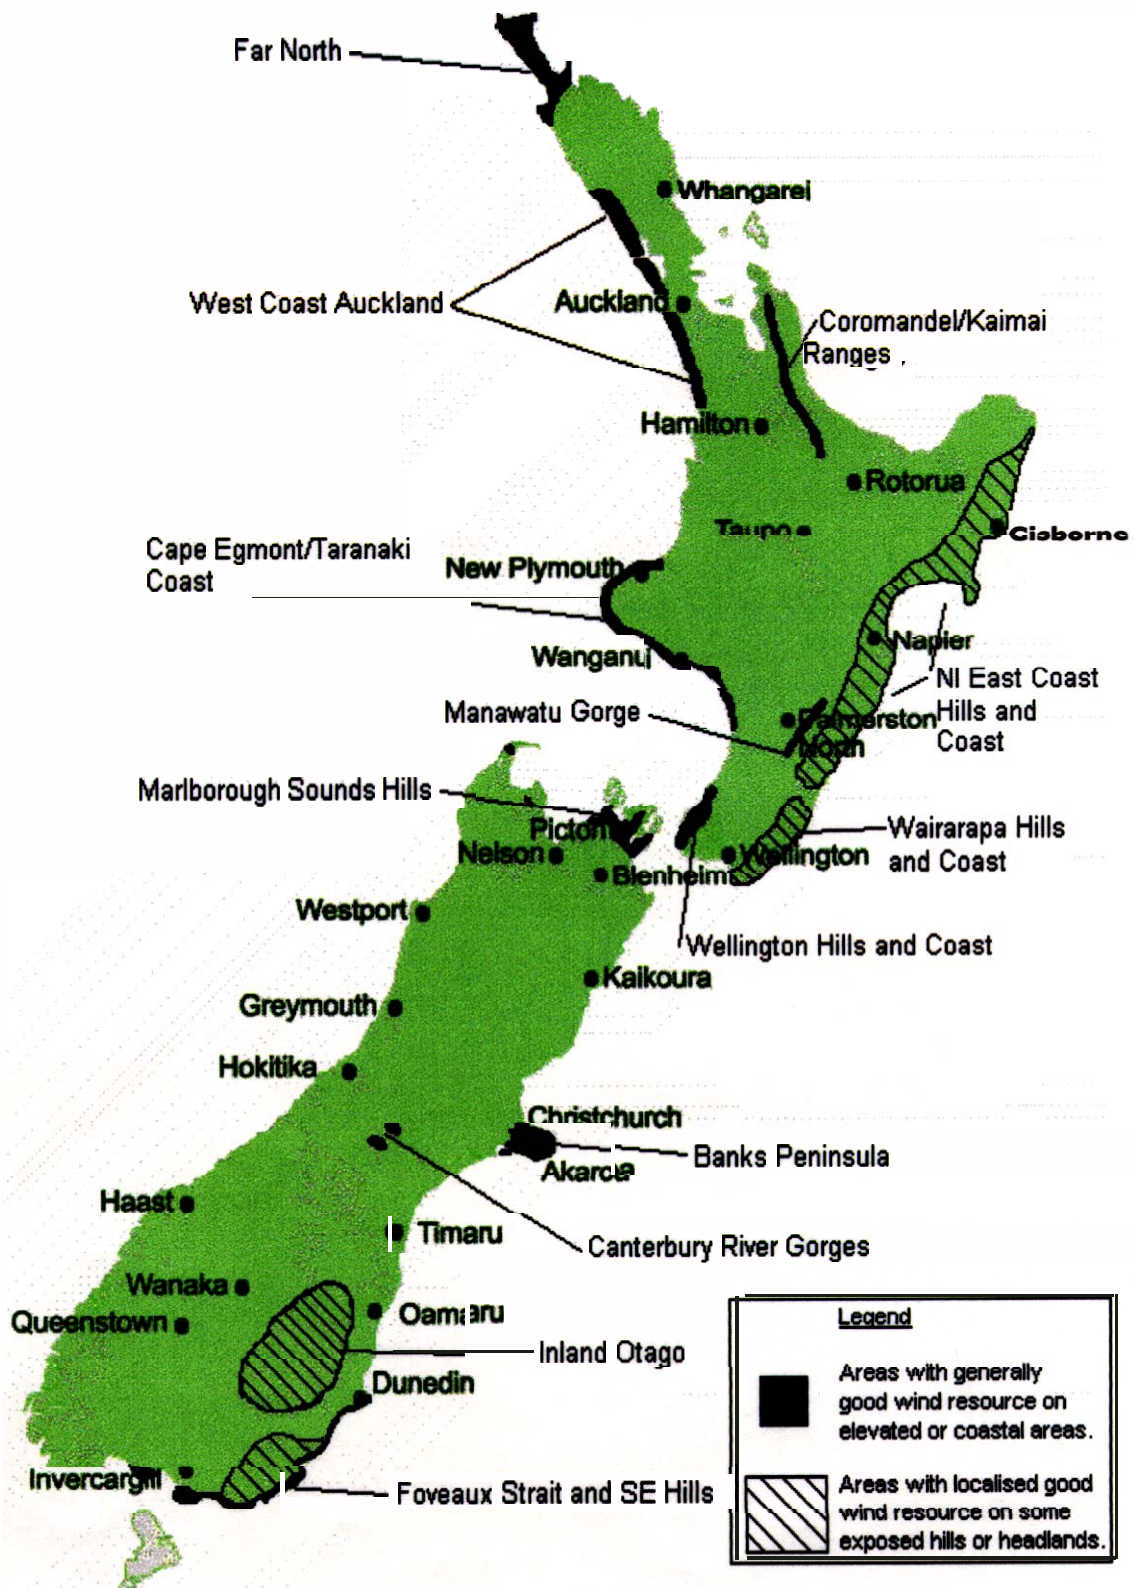 Far North
Whangarei
West Coast Auckland
Auckland
Coromandel/Kaimai
Ranges
Hamilton
Rotorua
Taupo
Gisborne
Cape Egmont/Taranaki
Coast
New Plymouth
Wanganui
Napier
NI East Coast
Hills and
Coast
Manawatu Gorge
Palmerston
North
Marlborough Sounds Hills
Picton
Nelson
Blenheim
Wellington
Wairarapa Hills
and Coast
Westport
Wellington Hills and Coast
Kaikoura
Greymouth
Hokitika
Christchurch
Banks Peninsula
Akaroa
Haast
Timaru
Canterbury River Gorges
Wanaka
Queenstown
Oamaru
Inland Otago
Dunedin
Invercargill
Foveaux Strait and SE Hills
Legend
Areas with generally
good wind resource on
elevated or coastal areas.
Areas with localised good
wind resource on some
exposed hills or headlands.